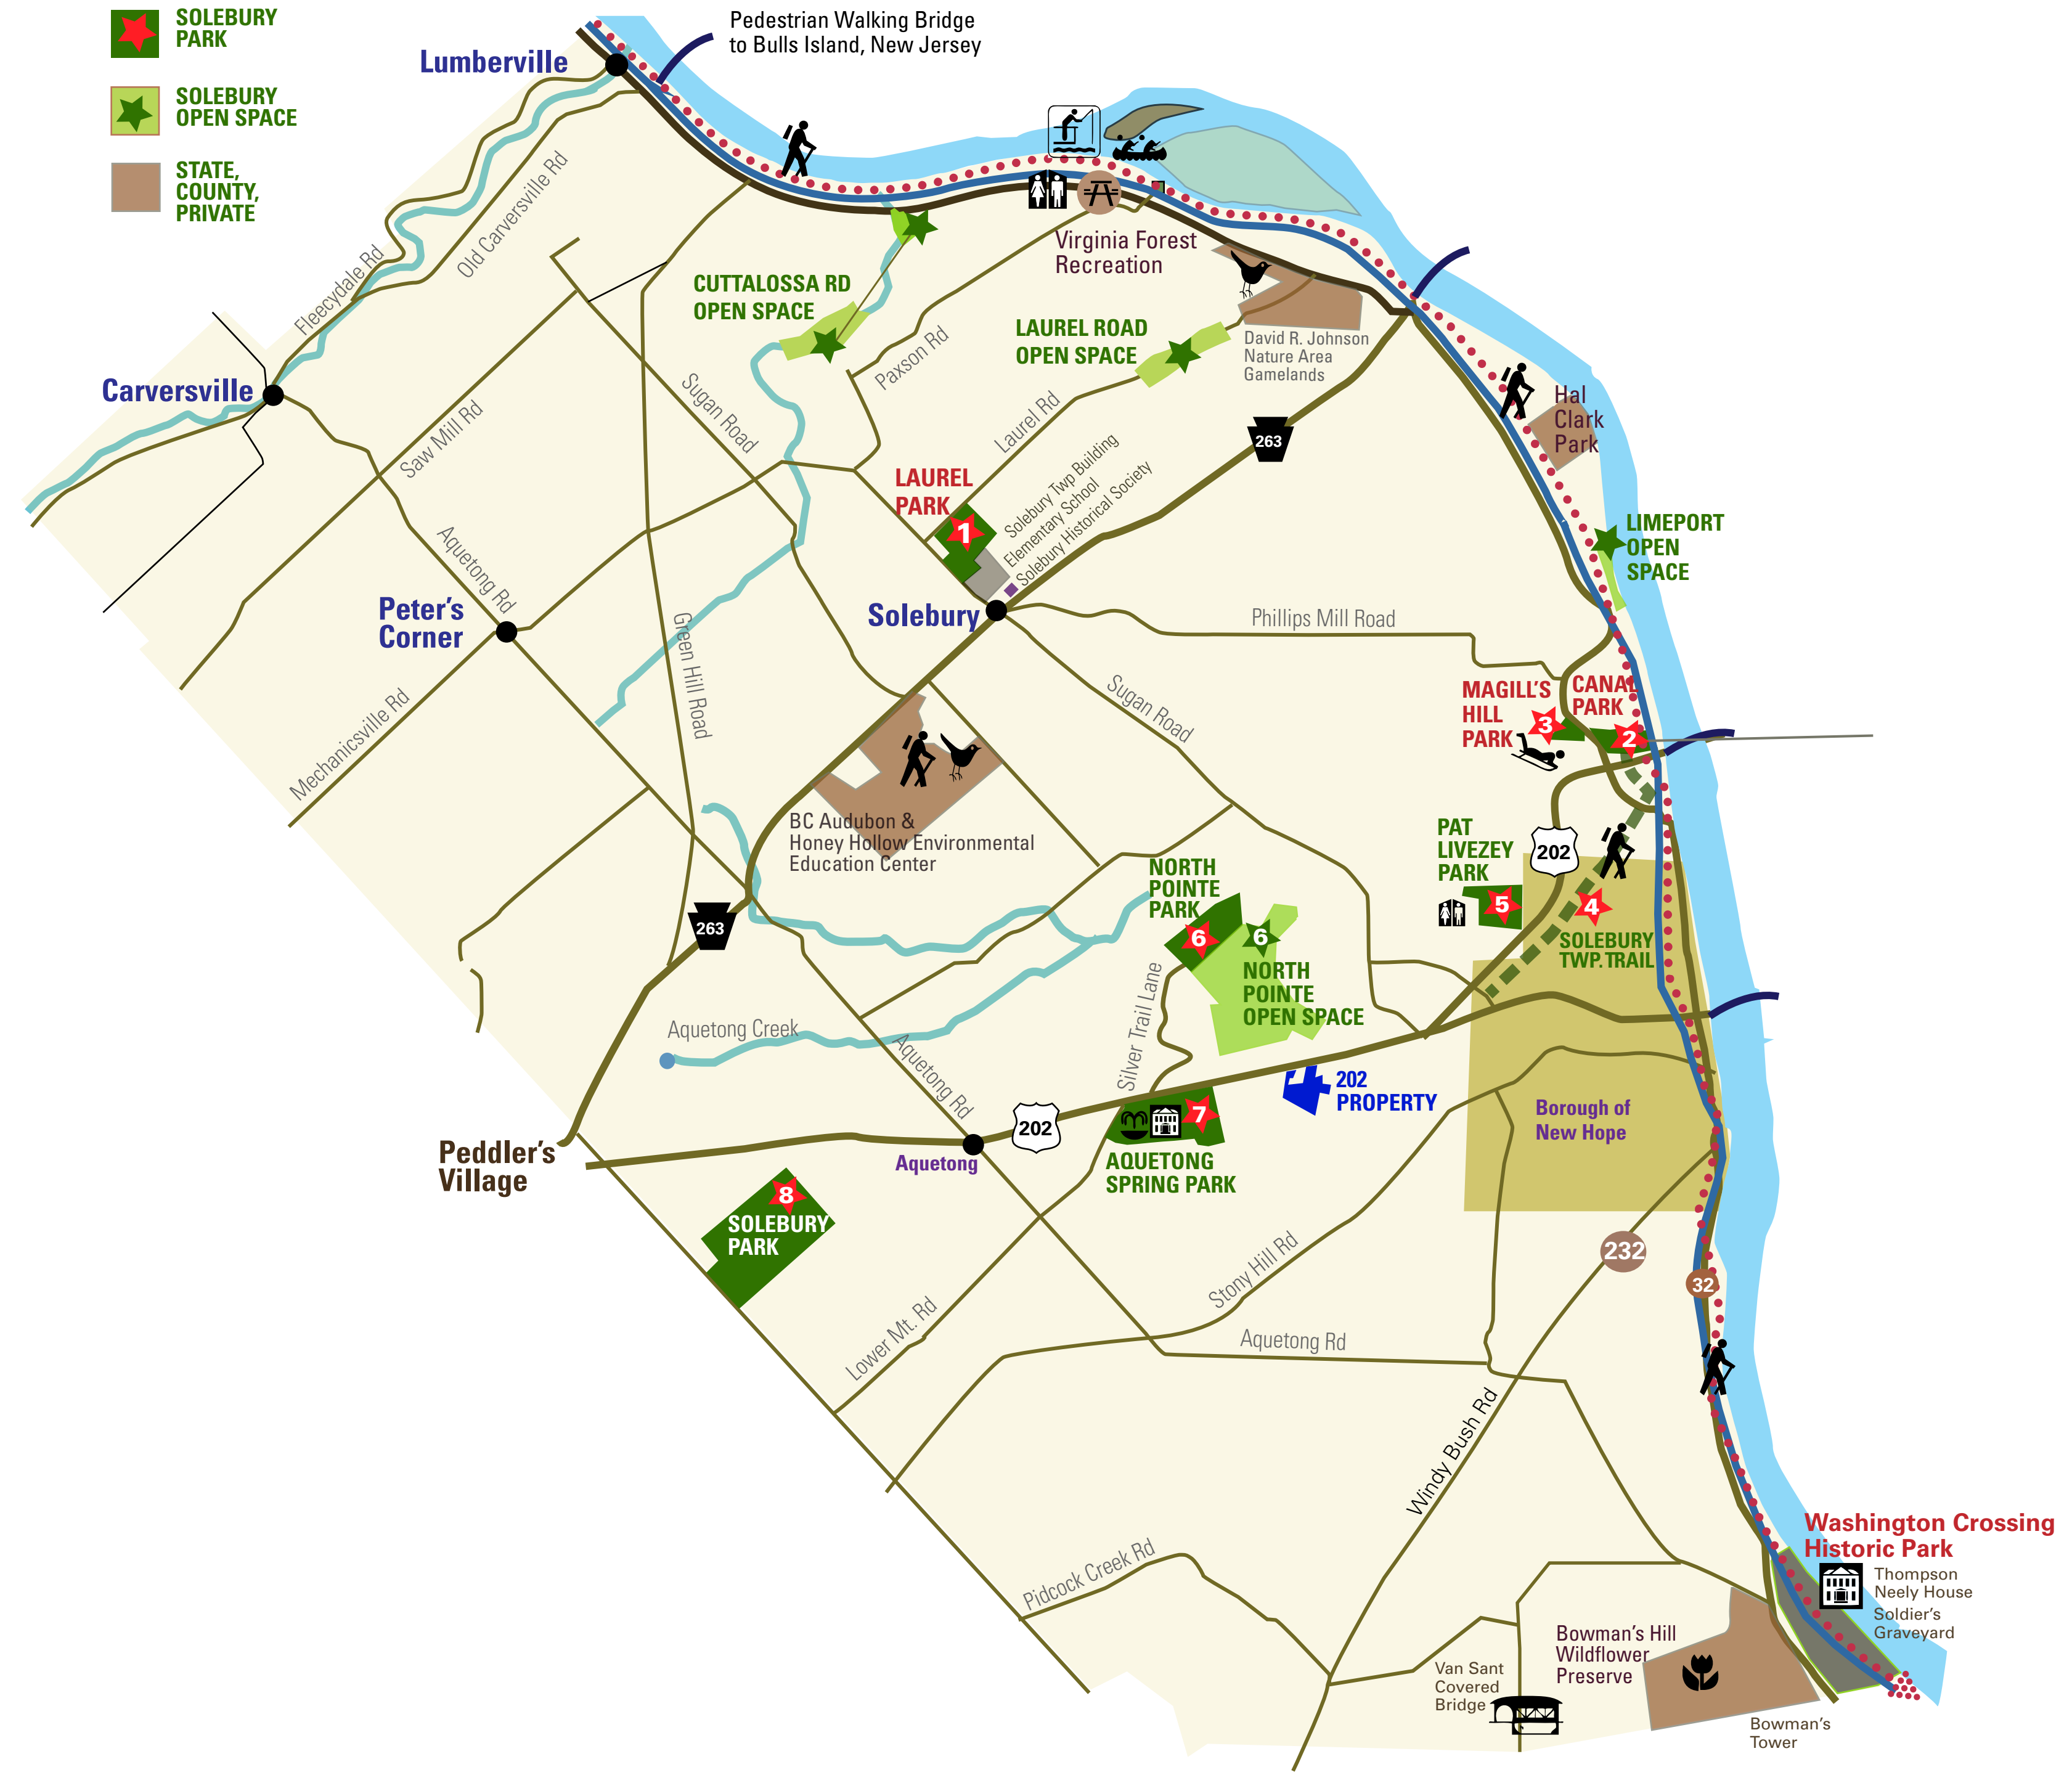 SOLEBURY
PARK
SOLEBURY
OPEN SPACE
STATE,
COUNTY,
PRIVATE
Pedestrian Walking Bridge
to Bulls Island, New Jersey
Lumberville
Old Carversville Rd
Fleecydale Rd
Carversville
Saw Mill Rd
CUTTALOSSA RD
OPEN SPACE
Sugan Road
Paxson Rd
Virginia Forest
Recreation
LAUREL ROAD
OPEN SPACE
David R. Johnson
Nature Area
Gamelands
Laurel Rd
263
Hal
Clark
Park
LAUREL
PARK
1
Solebury Twp Building
Elementary School
Solebury Historical Society
LIMEPORT
OPEN
SPACE
Aquetong Rd
Peter's
Corner
Solebury
Phillips Mill Road
Green Hill Road
Mechanicsville Rd
Sugan Road
MAGILL'S
HILL
PARK
3
CANAL
PARK
2
BC Audubon &
Honey Hollow Environmental
Education Center
263
PAT
LIVEZEY
PARK
5
202
4
SOLEBURY
TWP. TRAIL
NORTH
POINTE
PARK
6
6
NORTH
POINTE
OPEN SPACE
Silver Trail Lane
Aquetong Creek
Aquetong Rd
202
PROPERTY
Borough of
New Hope
Peddler's
Village
Aquetong
202
7
AQUETONG
SPRING PARK
8
SOLEBURY
PARK
232
32
Stony Hill Rd
Lower Mt. Rd
Aquetong Rd
Windy Bush Rd
Pidcock Creek Rd
Washington Crossing
Historic Park
Thompson
Neely House
Soldier's
Graveyard
Bowman's Hill
Wildflower
Preserve
Van Sant
Covered
Bridge
Bowman's
Tower